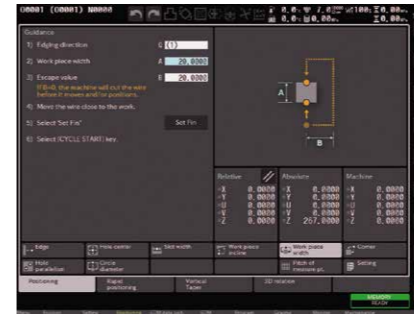 O0001 (O0001) N0000
Guidance
1) Edging direction G (1)
2) Work piece width A 20.0000
3) Escape value B 20.0000
If B=0, the machine will cut the wire
before it moves and/or positions.
4) Move the wire close to the work.
5) Select 'Set Fin' Set Fin
6) Select [CYCLE START] key.
A
B
Relative Absolute Machine
X 0.0000 X 0.0000 X 0.0000
Y 0.0000 Y 0.0000 Y 0.0000
U 0.0000 U 0.0000 U 0.0000
V 0.0000 V 0.0000 V 0.0000
Z 0.0000 Z 267.0000 Z 0.0000
Edge Hole center Slot width Work piece incline Work piece width Corner
Hole parallelism Circle diameter Pitch of measure pt. Setting
Positioning Rapid positioning Vertical Taper 3D rotation
MEMORY
READY